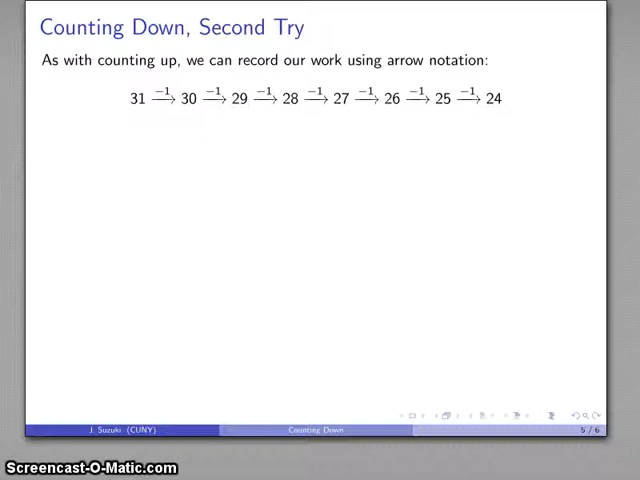 Counting Down, Second Try
As with counting up, we can record our work using arrow notation:
31 —−1→ 30 —−1→ 29 —−1→ 28 —−1→ 27 —−1→ 26 —−1→ 25 —−1→ 24
J. Suzuki (CUNY) Counting Down 5 / 6
Screencast-O-Matic.com